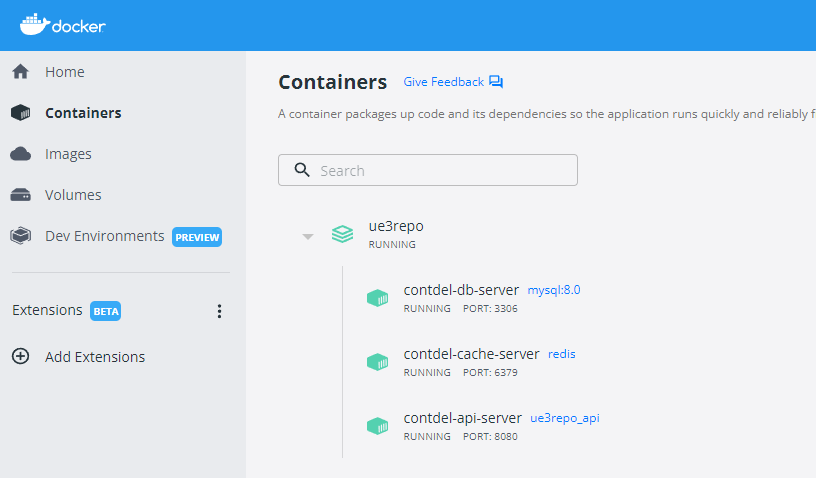 docker
Home
Containers
Images
Volumes
Dev Environments PREVIEW
Extensions BETA
Add Extensions
Containers Give Feedback
A container packages up code and its dependencies so the application runs quickly and reliably f
Search
ue3repo
RUNNING
contdel-db-server mysql:8.0
RUNNING PORT: 3306
contdel-cache-server redis
RUNNING PORT: 6379
contdel-api-server ue3repo_api
RUNNING PORT: 8080